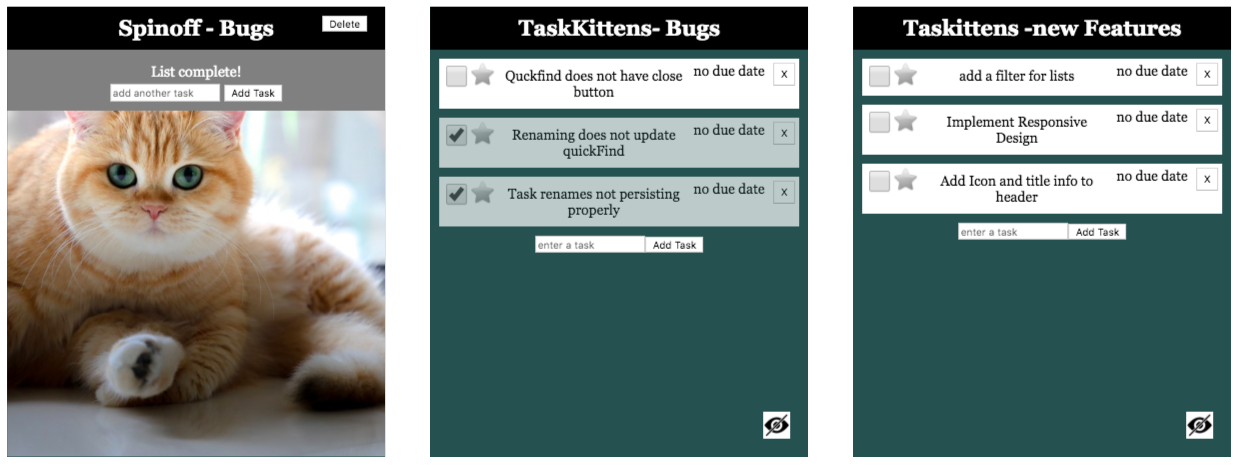 Spinoff - Bugs
Delete
List complete!
add another task
Add Task
TaskKittens- Bugs
Quckfind does not have close
button
no due date
x
Renaming does not update
quickFind
no due date
x
Task renames not persisting
properly
no due date
x
enter a task
Add Task
Taskittens -new Features
add a filter for lists
no due date
x
Implement Responsive
Design
no due date
x
Add Icon and title info to
header
no due date
x
enter a task
Add Task